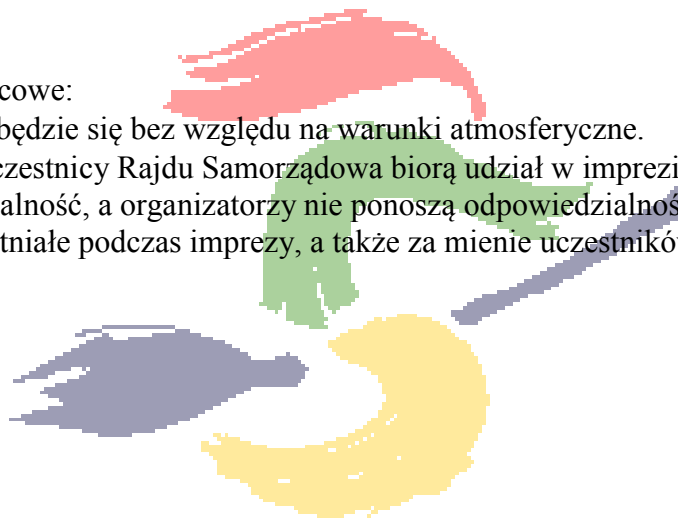 cowe:
będzie się bez względu na warunki atmosferyczne.
czestnicy Rajdu Samorządowa biorą udział w imprezi
alność, a organizatorzy nie ponoszą odpowiedzialnoś
tniałe podczas imprezy, a także za mienie uczestników